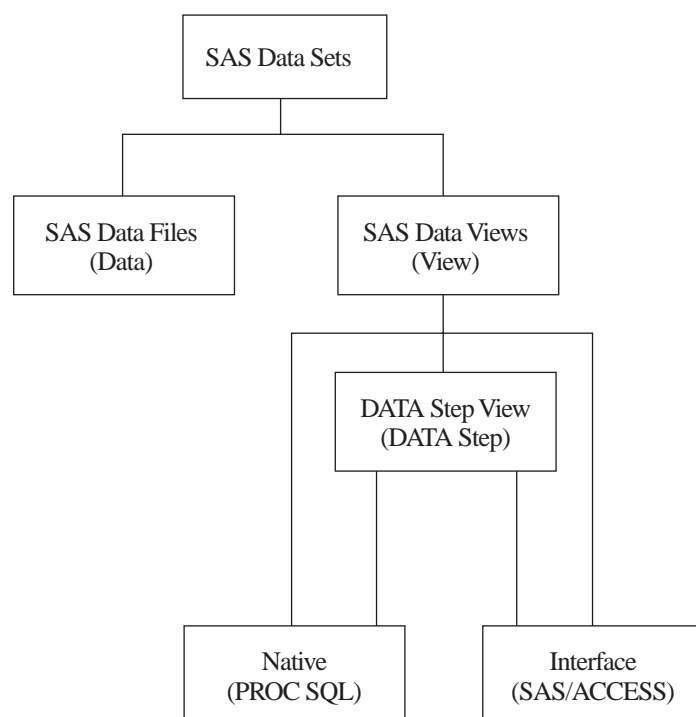 SAS Data Sets
SAS Data Files
(Data)
SAS Data Views
(View)
DATA Step View
(DATA Step)
Native
(PROC SQL)
Interface
(SAS/ACCESS)